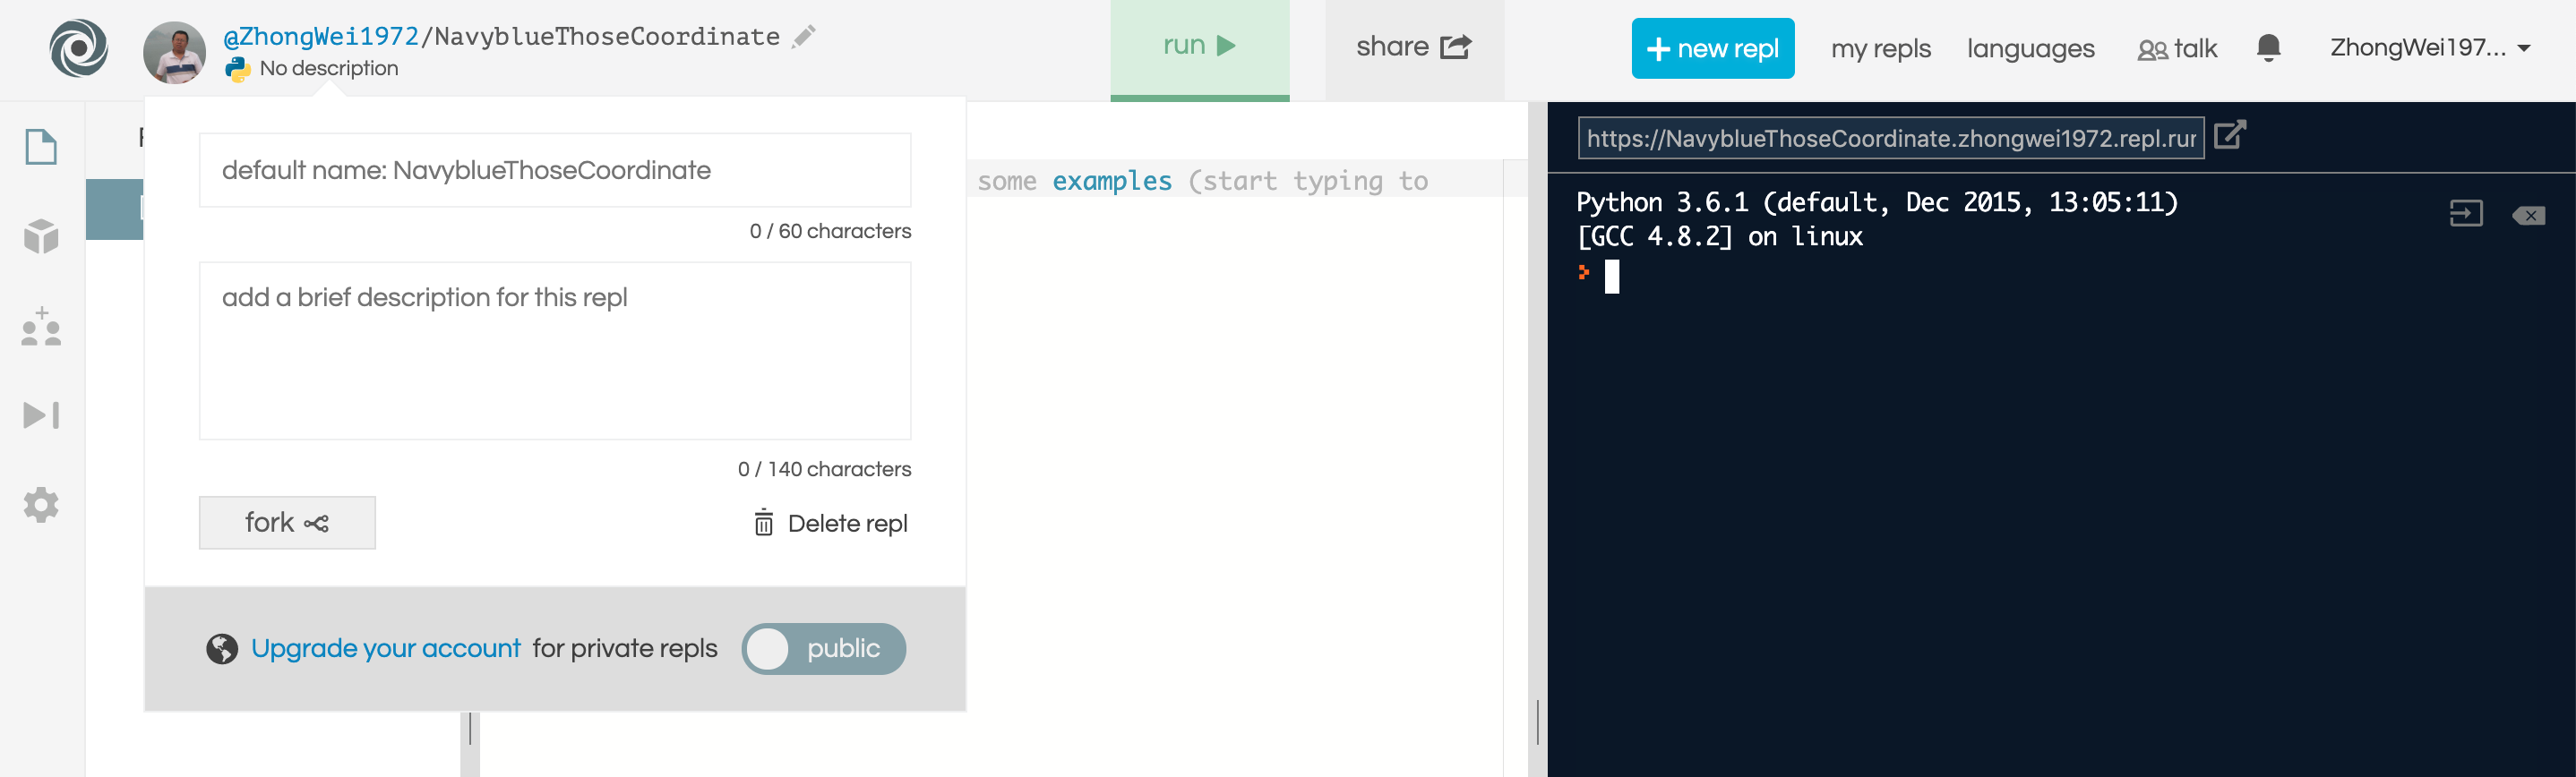 @ZhongWei1972/NavyblueThoseCoordinate
No description
run
share
+ new repl
my repls
languages
talk
ZhongWei197...
default name: NavyblueThoseCoordinate
0 / 60 characters
add a brief description for this repl
0 / 140 characters
fork
Delete repl
Upgrade your account for private repls
public
some examples (start typing to
https://NavyblueThoseCoordinate.zhongwei1972.repl.run
Python 3.6.1 (default, Dec 2015, 13:05:11)
[GCC 4.8.2] on linux